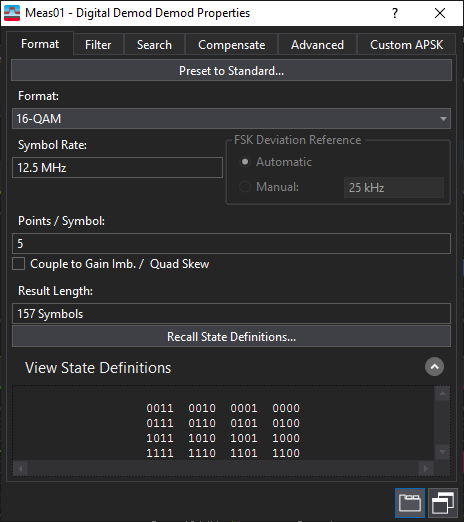 Meas01 - Digital Demod Demod Properties ? ×
Format Filter Search Compensate Advanced Custom APSK
Preset to Standard...
Format:
16-QAM
Symbol Rate: FSK Deviation Reference
12.5 MHz Automatic
Manual: 25 kHz
Points / Symbol:
5
Couple to Gain Imb. / Quad Skew
Result Length:
157 Symbols
Recall State Definitions...
View State Definitions
0011 0010 0001 0000
0111 0110 0101 0100
1011 1010 1001 1000
1111 1110 1101 1100